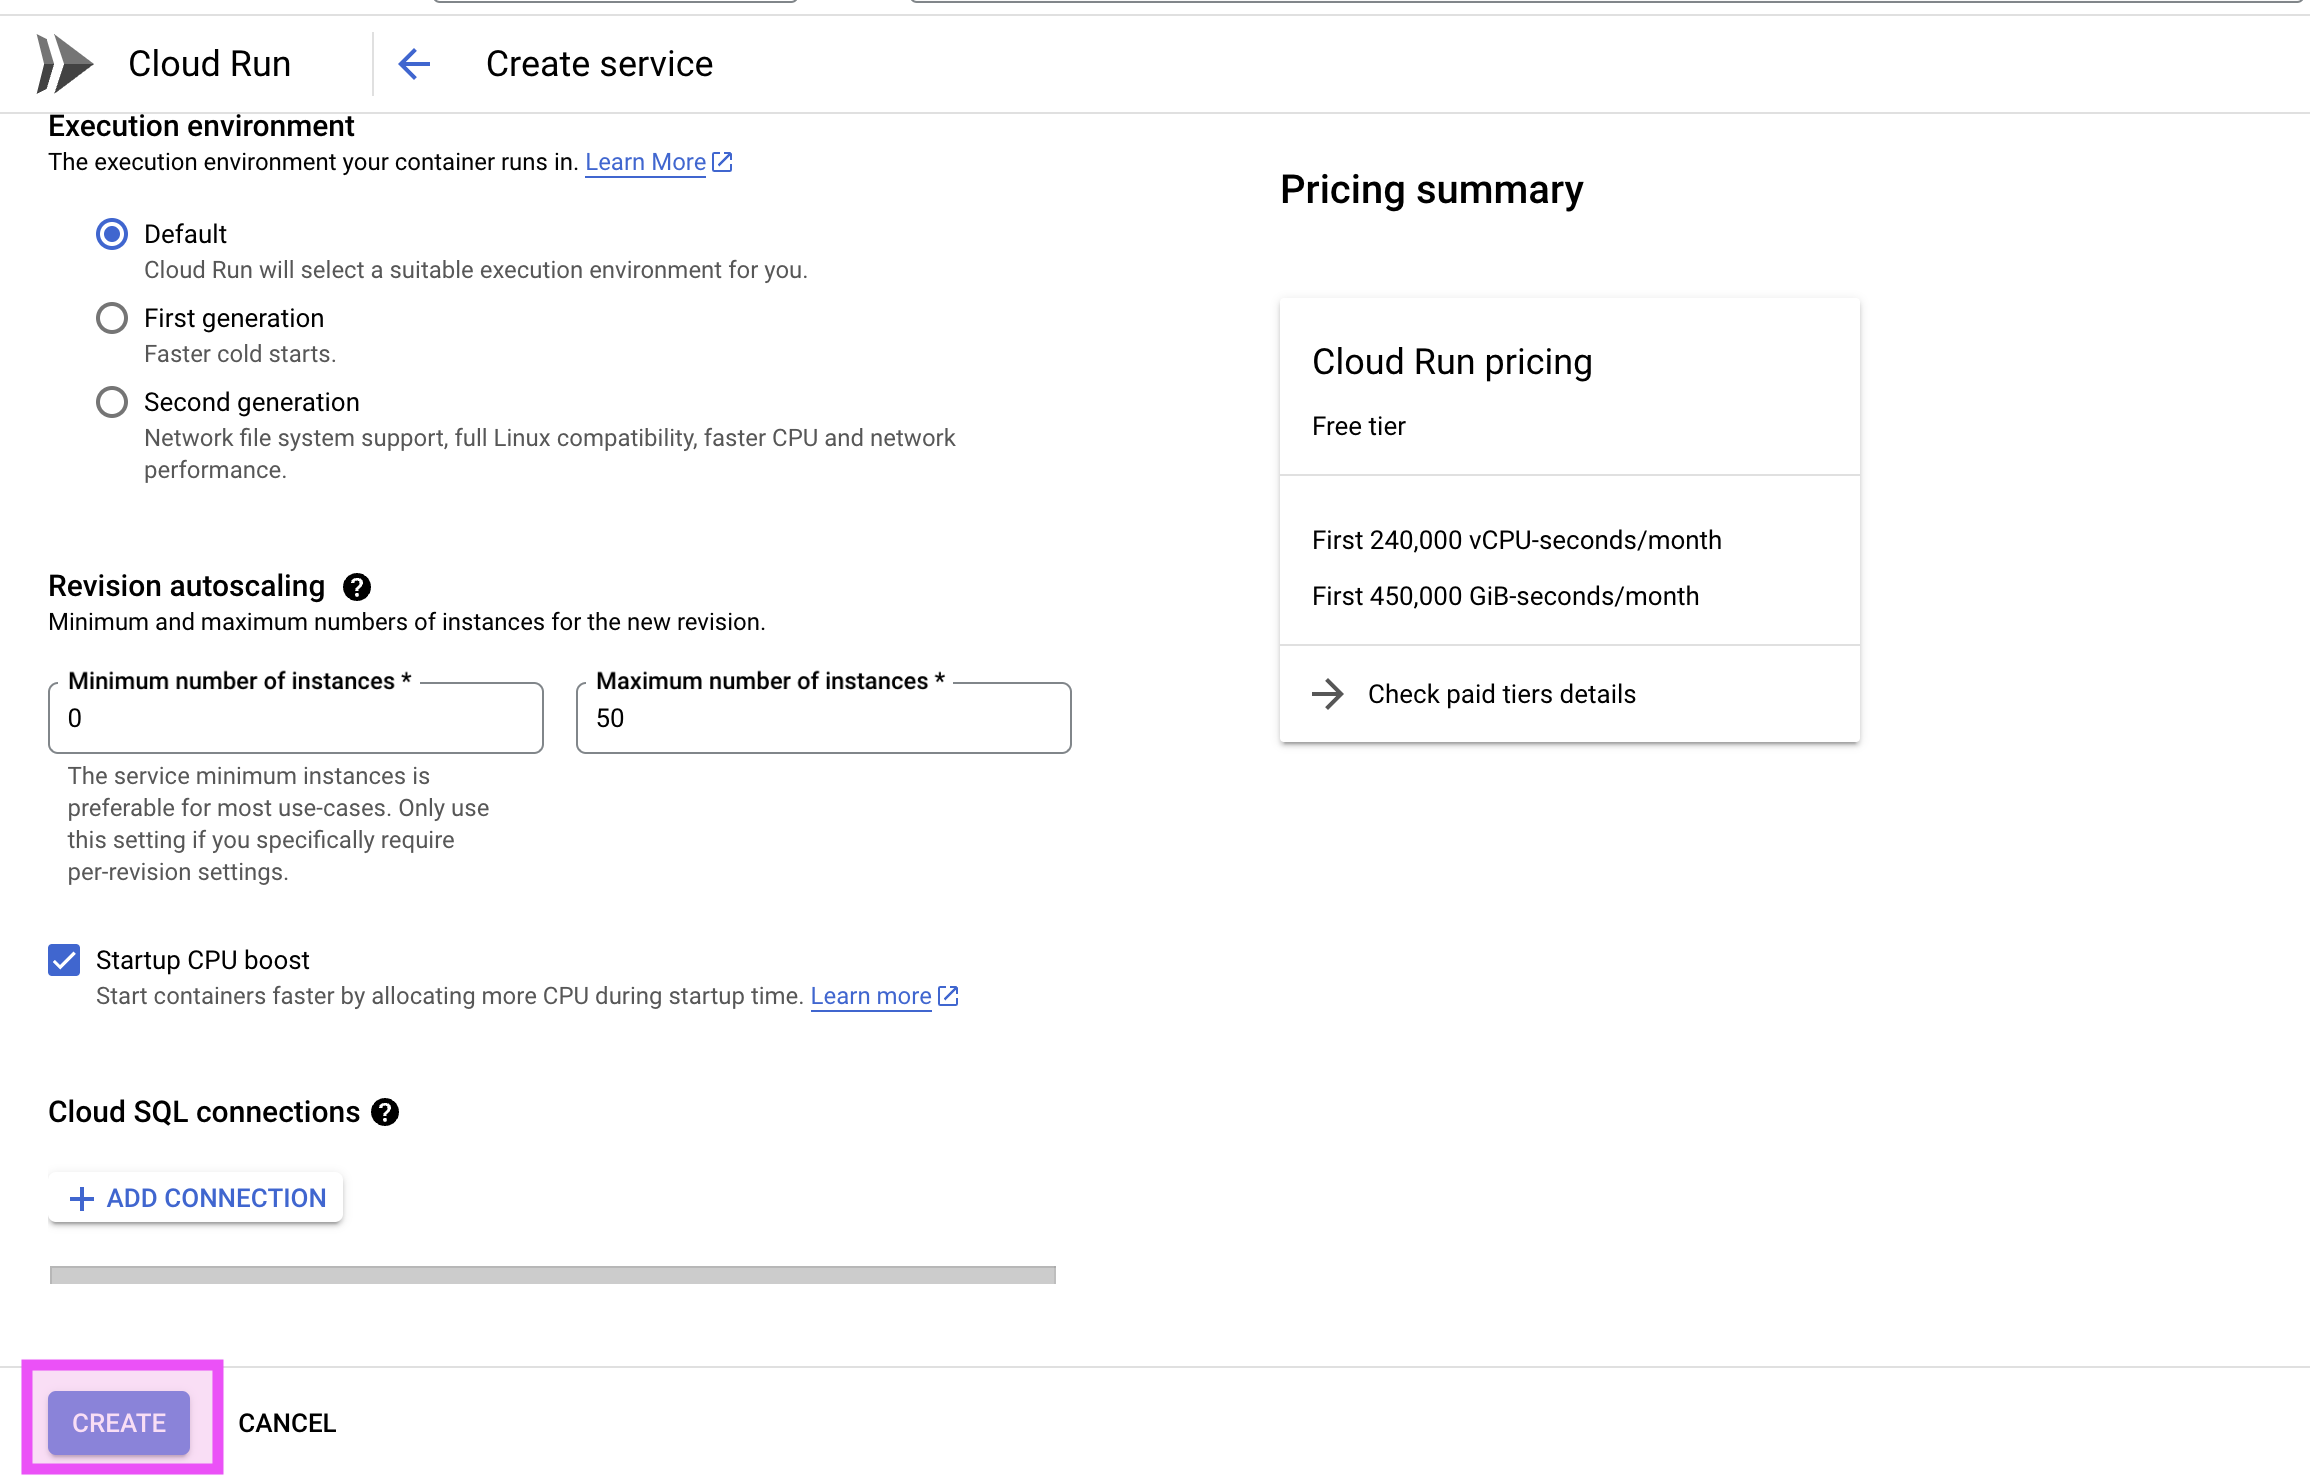 Cloud Run
Create service
Execution environment
The execution environment your container runs in. Learn More
Default
Cloud Run will select a suitable execution environment for you.
First generation
Faster cold starts.
Second generation
Network file system support, full Linux compatibility, faster CPU and network
performance.
Revision autoscaling
Minimum and maximum numbers of instances for the new revision.
Minimum number of instances *
0
Maximum number of instances *
50
The service minimum instances is
preferable for most use-cases. Only use
this setting if you specifically require
per-revision settings.
Startup CPU boost
Start containers faster by allocating more CPU during startup time. Learn more
Cloud SQL connections
ADD CONNECTION
CREATE
CANCEL
Pricing summary
Cloud Run pricing
Free tier
First 240,000 vCPU-seconds/month
First 450,000 GiB-seconds/month
Check paid tiers details